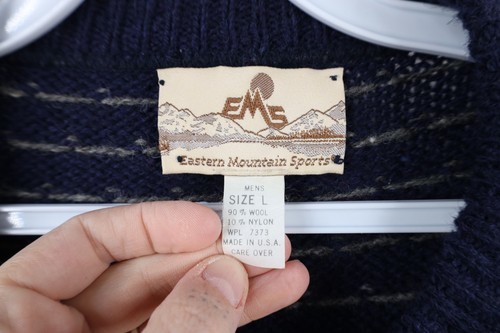 EMS
Eastern Mountain Sports
MENS
SIZE L
90% WOOL
10% NYLON
WPL 7373
MADE IN U.S.A.
CARE OVER